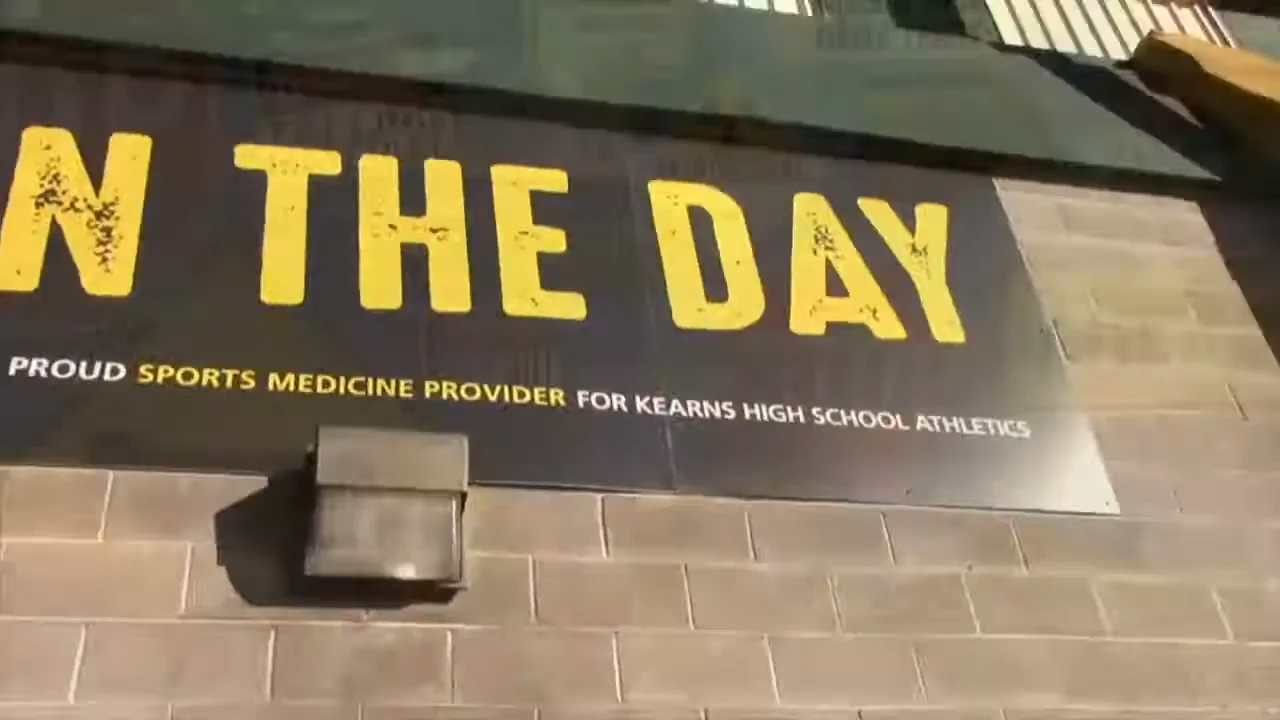 N THE DAY
PROUD SPORTS MEDICINE PROVIDER FOR KEARNS HIGH SCHOOL ATHLETICS